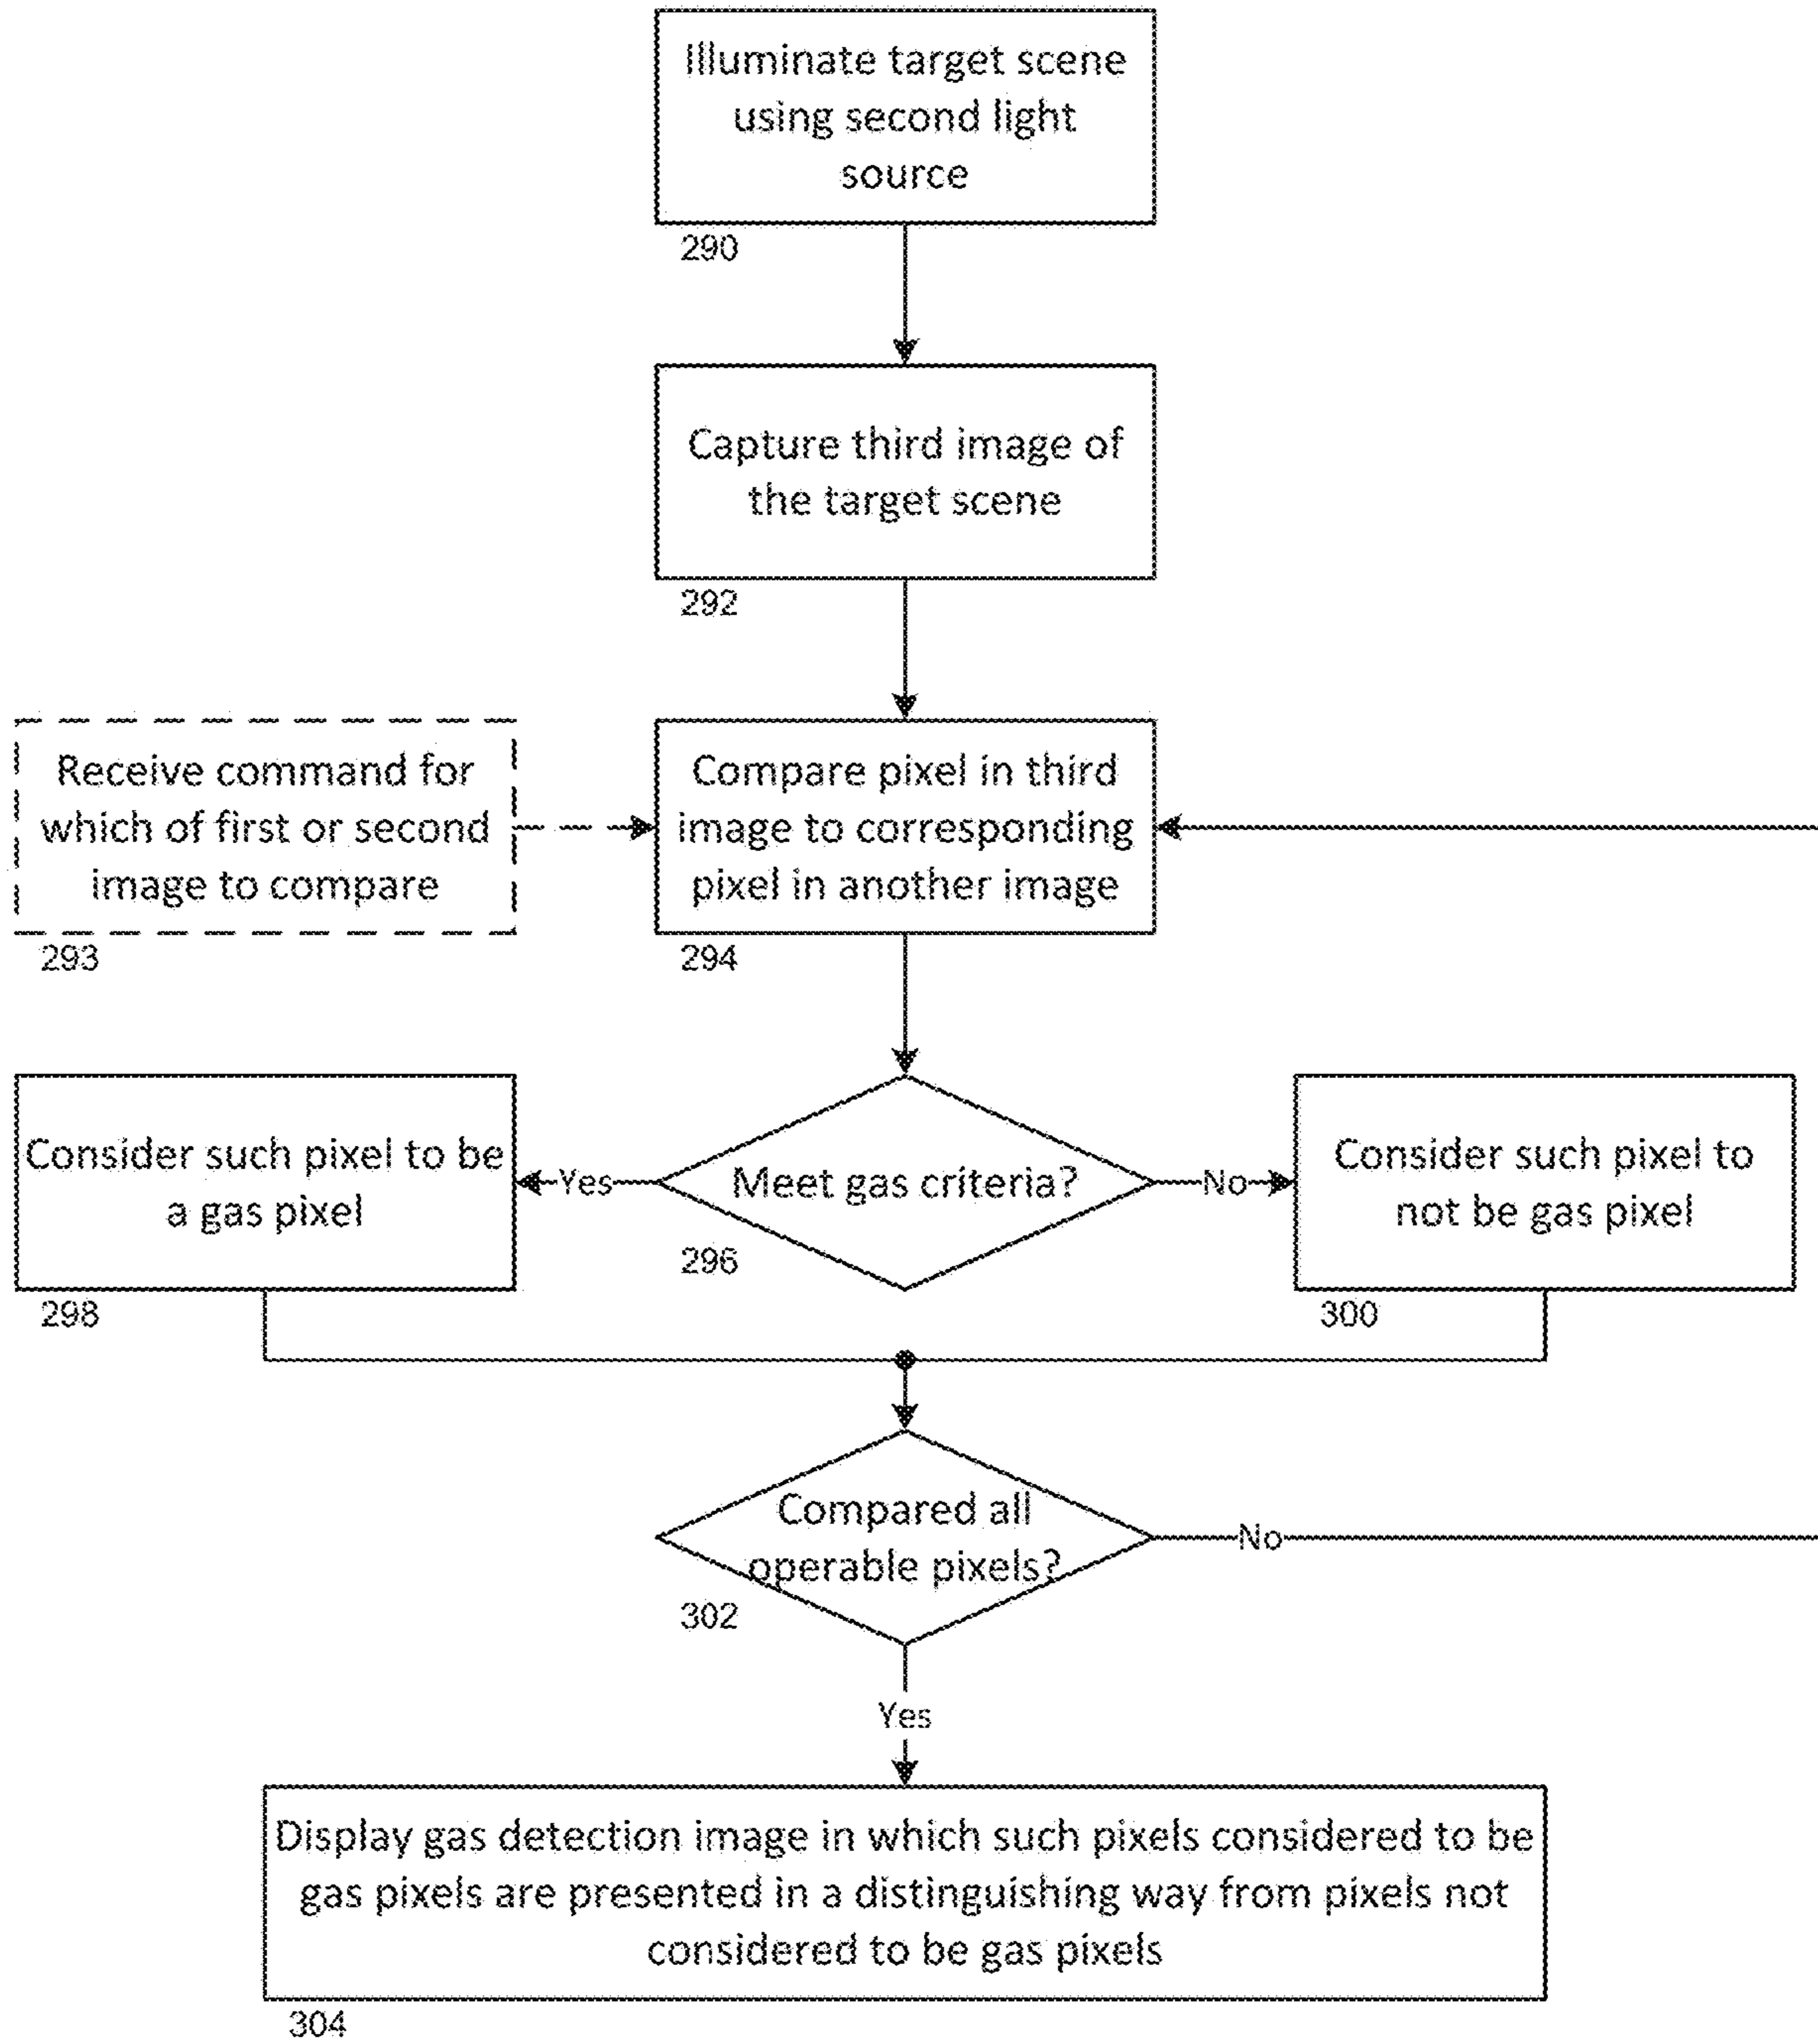 Illuminate target scene
using second light
source
290
Capture third image of
the target scene
292
Receive command for
which of first or second
image to compare
293
Compare pixel in third
image to corresponding
pixel in another image
294
Consider such pixel to be
a gas pixel
298
Yes
Meet gas criteria?
296
No
Consider such pixel to
not be gas pixel
300
Compared all
operable pixels?
302
No
Yes
Display gas detection image in which such pixels considered to be
gas pixels are presented in a distinguishing way from pixels not
considered to be gas pixels
304